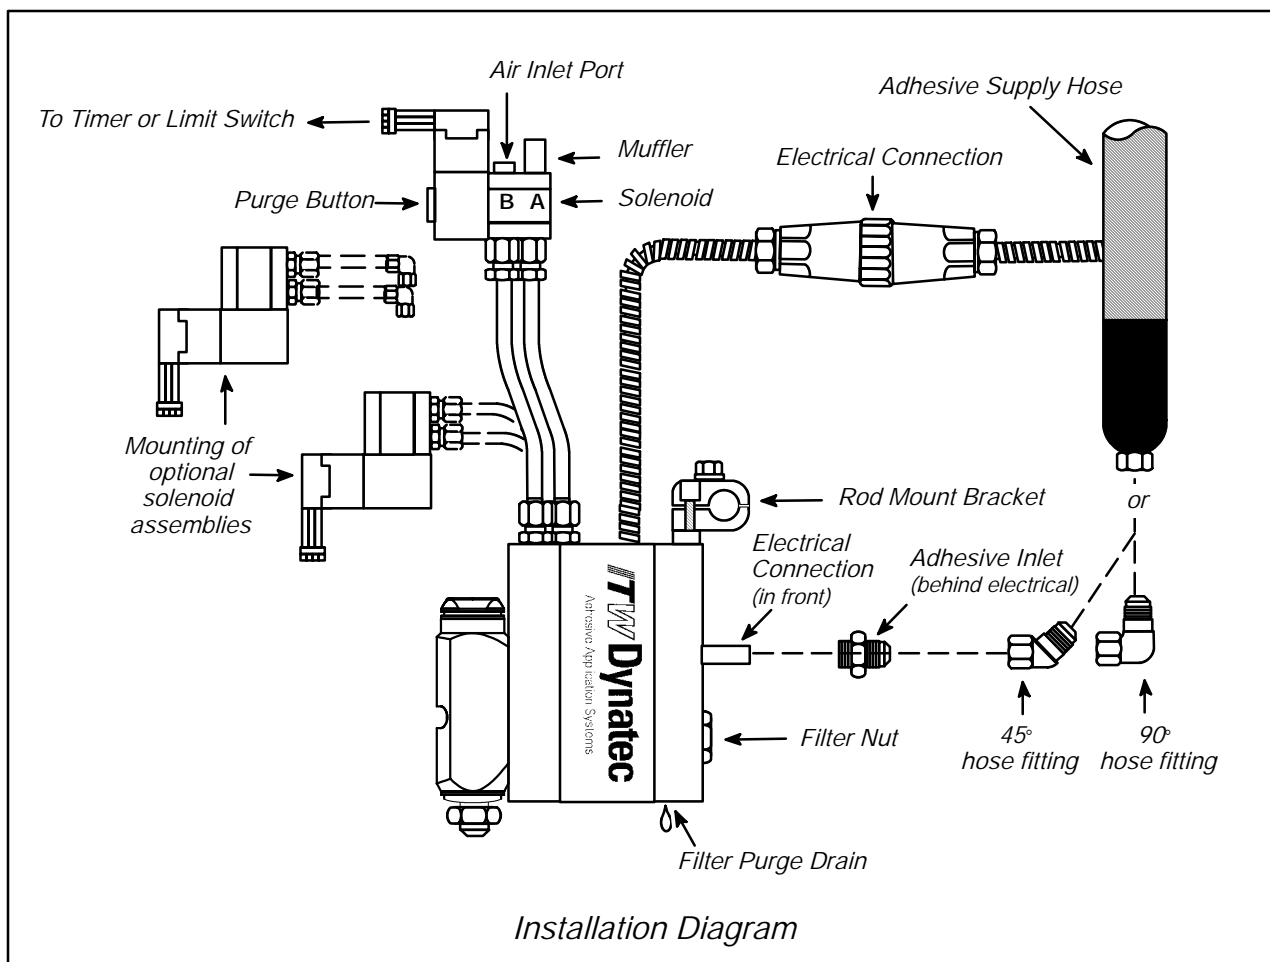 Air Inlet Port
Adhesive Supply Hose
To Timer or Limit Switch
Muffler
Electrical Connection
Purge Button
B A
Solenoid
Mounting of
optional
solenoid
assemblies
Rod Mount Bracket
or
Electrical
Connection
(in front)
Adhesive Inlet
(behind electrical)
ITW Dynatec
Adhesive Application Systems
Filter Nut
45°
hose fitting
90°
hose fitting
Filter Purge Drain
Installation Diagram